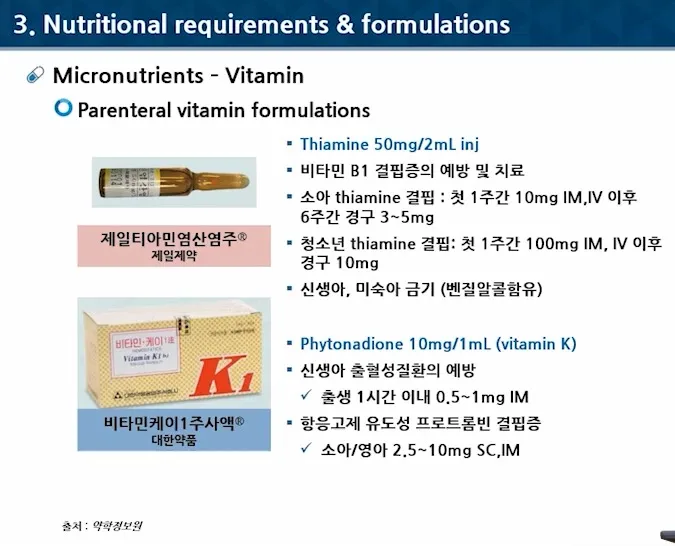 3. Nutritional requirements & formulations
Micronutrients - Vitamin
Parenteral vitamin formulations
제일티아민염산염주®
제일제약
Thiamine 50mg/2mL inj
비타민 B1 결핍증의 예방 및 치료
소아 thiamine 결핍 : 첫 1주간 10mg IM,IV 이후
6주간 경구 3~5mg
청소년 thiamine 결핍: 첫 1주간 100mg IM, IV 이후
경구 10mg
신생아, 미숙아 금기 (벤질알콜함유)
비타민·케이1注
Vitamin K1 inj
K1
비타민케이1주사액®
대한약품
Phytonadione 10mg/1mL (vitamin K)
신생아 출혈성질환의 예방
출생 1시간 이내 0.5~1mg IM
항응고제 유도성 프로트롬빈 결핍증
소아/영아 2.5~10mg SC,IM
출처 : 약학정보원